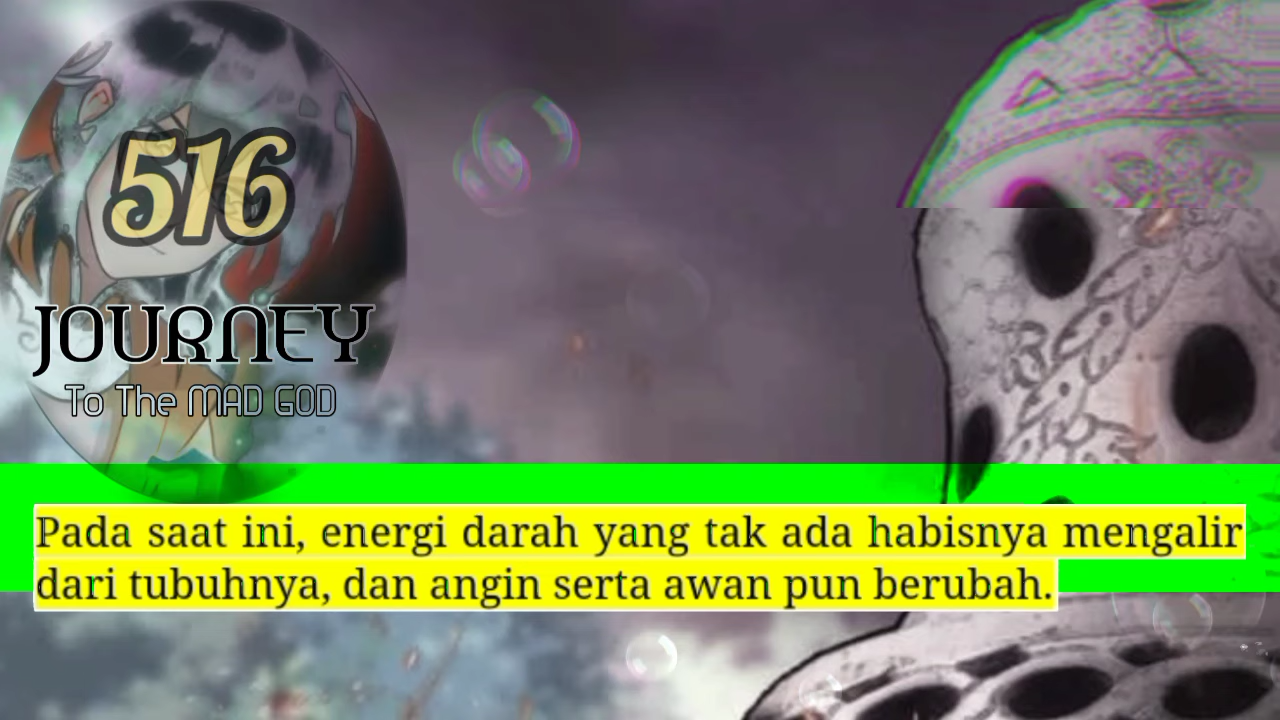 516
JOURNEY
To The MAD GOD
Pada saat ini, energi darah yang tak ada habisnya mengalir
dari tubuhnya, dan angin serta awan pun berubah.